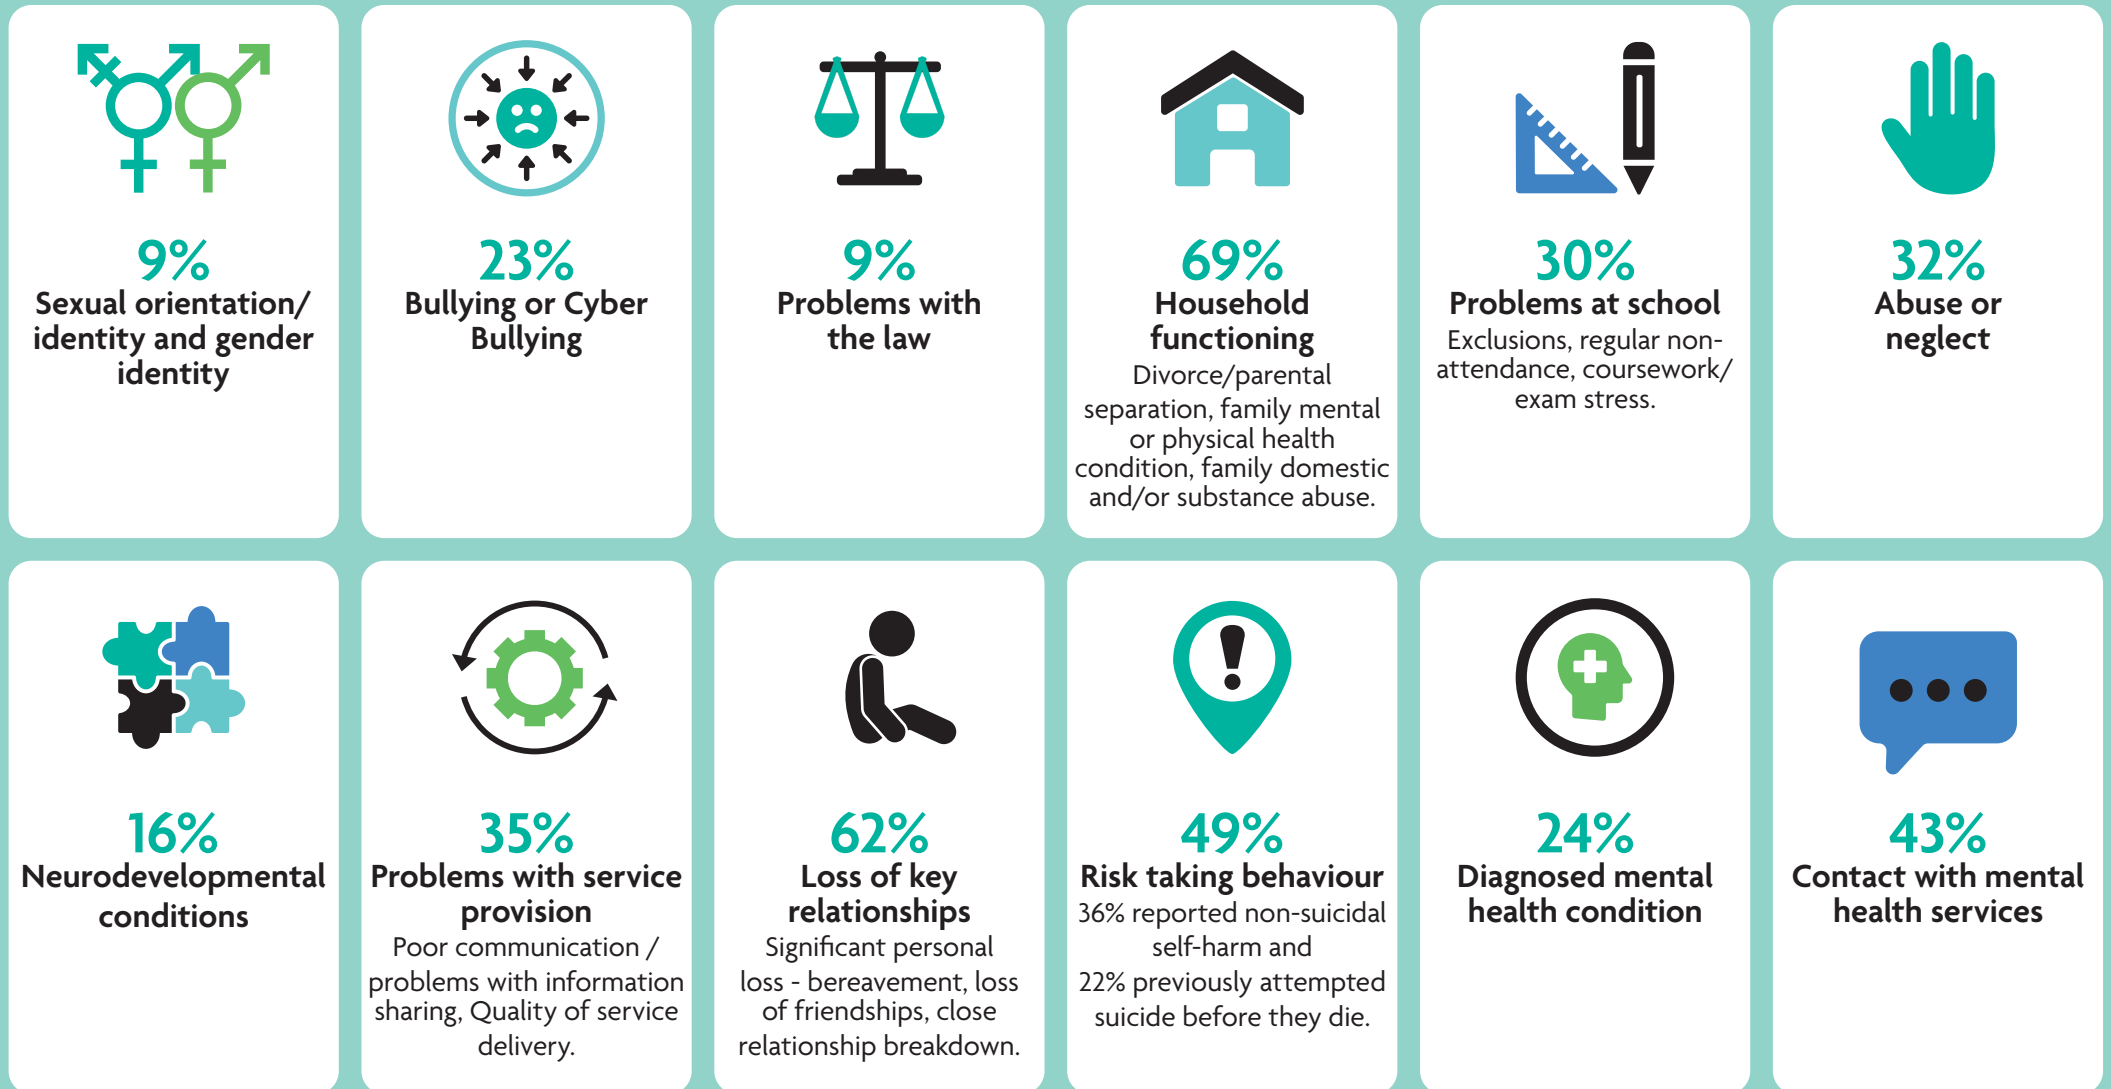 9%
Sexual orientation/
identity and gender
identity
23%
Bullying or Cyber
Bullying
9%
Problems with
the law
69%
Household
functioning
Divorce/parental
separation, family mental
or physical health
condition, family domestic
and/or substance abuse.
30%
Problems at school
Exclusions, regular non-
attendance, coursework/
exam stress.
32%
Abuse or
neglect
16%
Neurodevelopmental
conditions
35%
Problems with service
provision
Poor communication /
problems with information
sharing, Quality of service
delivery.
62%
Loss of key
relationships
Significant personal
loss - bereavement, loss
of friendships, close
relationship breakdown.
49%
Risk taking behaviour
36% reported non-suicidal
self-harm and
22% previously attempted
suicide before they die.
24%
Diagnosed mental
health condition
43%
Contact with mental
health services